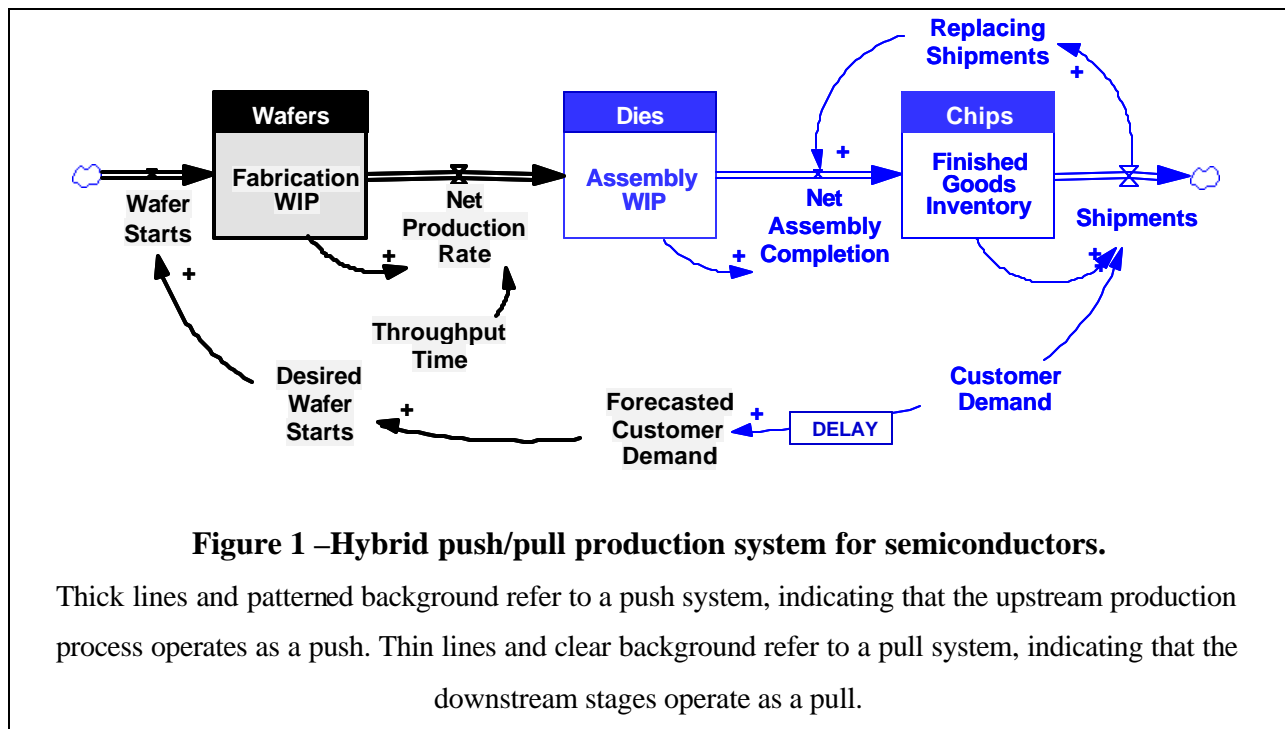 Replacing
Shipments
+
Wafers
Dies
Chips
+
Fabrication
WIP
Assembly
WIP
Finished
Goods
Inventory
Wafer
Starts
Net
Production
Rate
Net
Assembly
Completion
Shipments
+
+
+
+
+
Throughput
Time
Desired
Wafer
Starts
+
Forecasted
Customer
Demand
+
DELAY
Customer
Demand
Figure 1 –Hybrid push/pull production system for semiconductors.
Thick lines and patterned background refer to a push system, indicating that the upstream production
process operates as a push. Thin lines and clear background refer to a pull system, indicating that the
downstream stages operate as a pull.